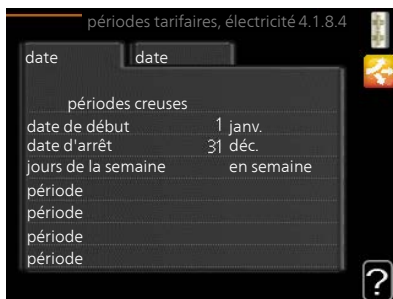 périodes tarifaires, électricité 4.1.8.4
date date
périodes creuses
date de début 1 janv.
date d'arrêt 31 déc.
jours de la semaine en semaine
période
période
période
période
?